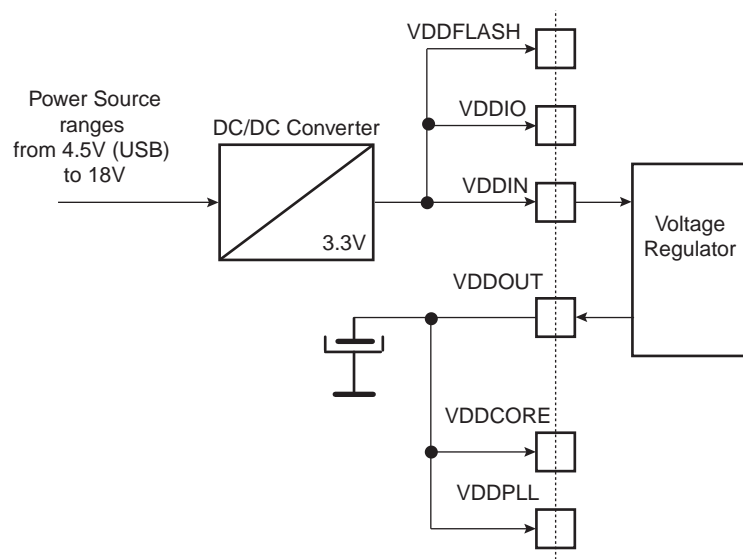 VDDFLASH
Power Source
ranges
from 4.5V (USB)
to 18V
DC/DC Converter
3.3V
VDDIO
VDDIN
Voltage
Regulator
VDDOUT
VDDCORE
VDDPLL